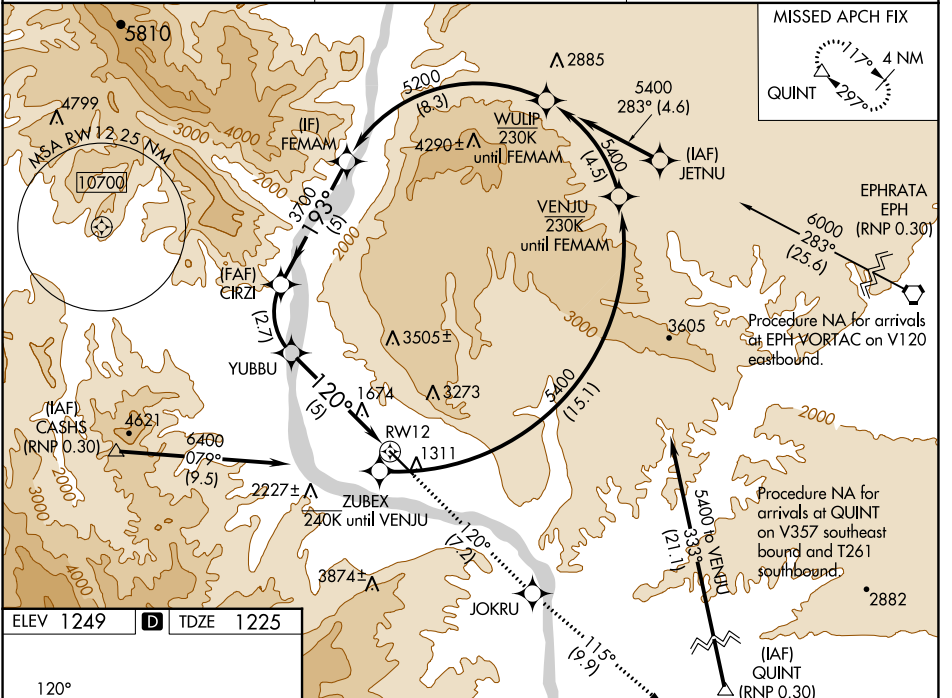 MISSED APCH FIX
117°
4 NM
QUINT
297°
5810
2885
5200
(8.3)
5400
283° (4.6)
4799
MSA RW12 25 NM
10700
3000
4000
2000
(IF)
FEMAM
4290±
WULIP
230K
until FEMAM
5400
(4.5)
(IAF)
JETNU
3700
193°
(5)
2000
VENJU
230K
until FEMAM
EPHRATA
EPH
(RNP 0.30)
6000
283°
(25.6)
(FAF)
CIRZI
(2.7)
3505±
3000
3605
Procedure NA for arrivals
at EPH VORTAC on V120
eastbound.
YUBBU
120°
(5)
1674
3273
5400
(15.1)
2000
(IAF)
CASHS
(RNP 0.30)
4621
6400
079°
(9.5)
RW12
1311
2227±
ZUBEX
240K until VENJU
3000
2000
120°
(7.2)
5400 to VENJU
333°
(21.1)
Procedure NA for
arrivals at QUINT
on V357 southeast
bound and T261
southbound.
3874±
4000
JOKRU
2882
115°
(9.9)
(IAF)
QUINT
(RNP 0.30)
ELEV 1249
D
TDZE 1225
120°